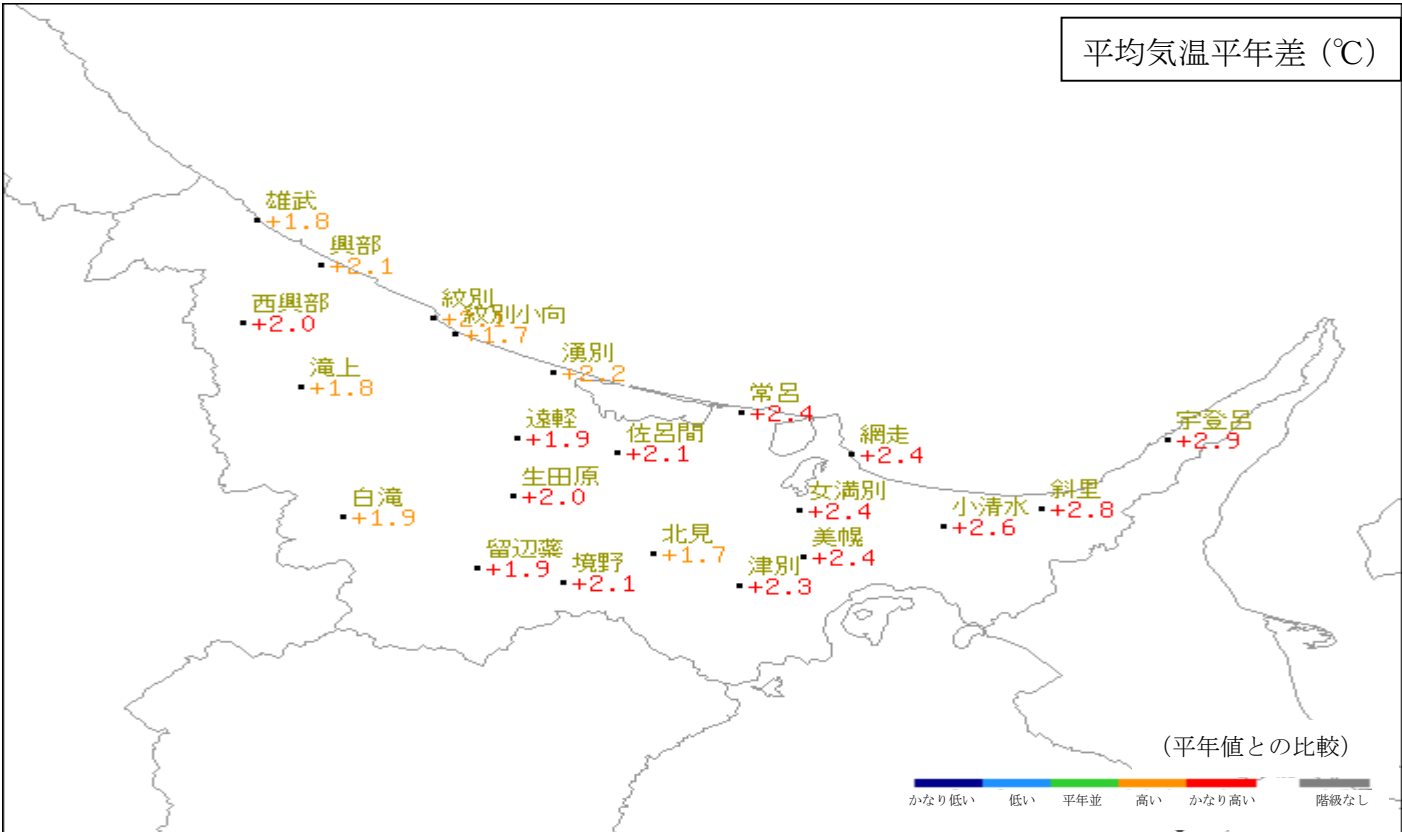 平均気温平年差（℃）
雄武
+1.8
興部
+2.1
西興部
+2.0
紋別
+2.1
紋別小向
+1.7
滝上
+1.8
湧別
+2.2
常呂
+2.4
遠軽
+1.9
佐呂間
+2.1
網走
+2.4
宇登呂
+2.9
生田原
+2.0
白滝
+1.9
女満別
+2.4
小清水
+2.6
斜里
+2.8
留辺蘂
+1.9
境野
+2.1
北見
+1.7
美幌
+2.4
津別
+2.3
（平年値との比較）
かなり低い 低い 平年並 高い かなり高い 階級なし